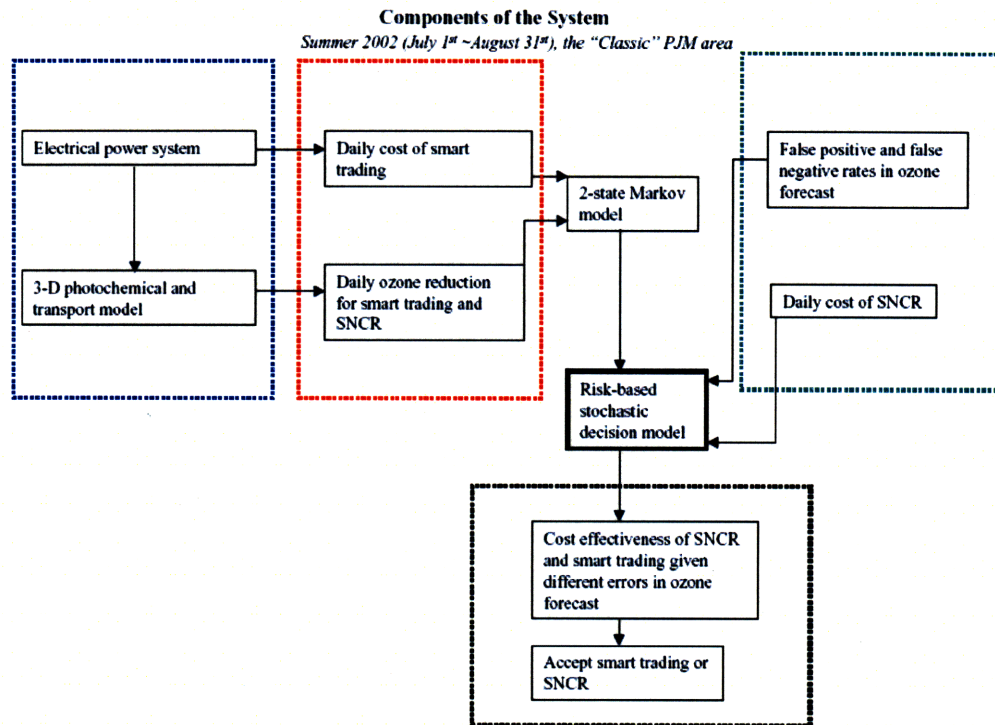 Components of the System
Summer 2002 (July 1st ~August 31st), the “Classic” PJM area
Electrical power system
3-D photochemical and
transport model
Daily cost of smart
trading
Daily ozone reduction
for smart trading and
SNCR
2-state Markov
model
False positive and false
negative rates in ozone
forecast
Daily cost of SNCR
Risk-based
stochastic
decision model
Cost effectiveness of SNCR
and smart trading given
different errors in ozone
forecast
Accept smart trading or
SNCR